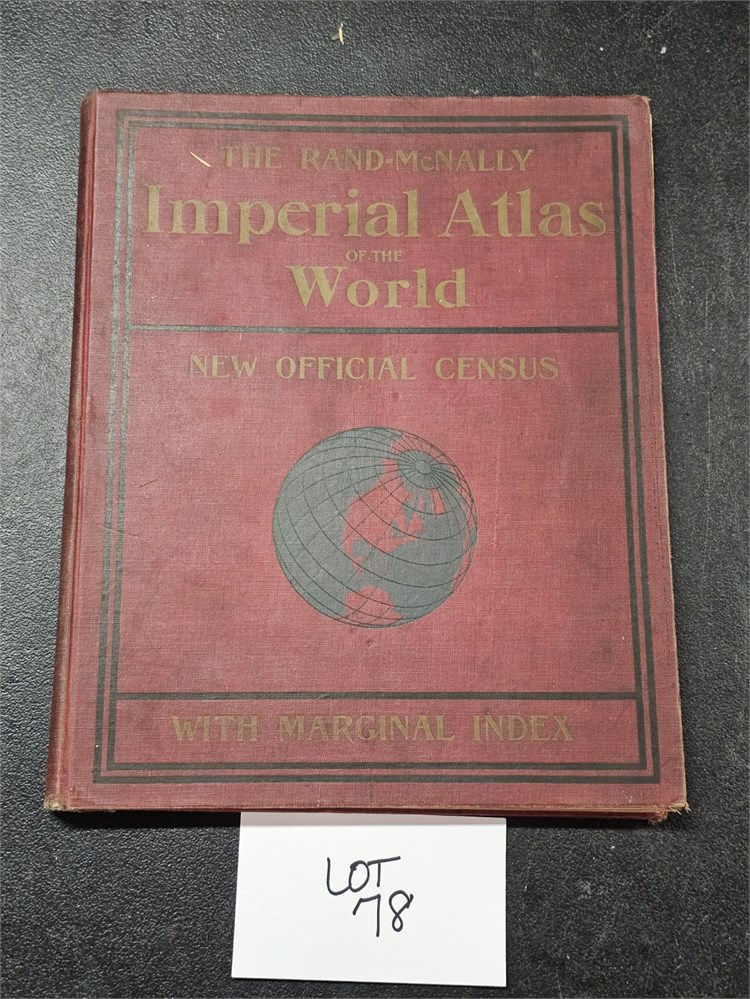 THE RAND-McNALLY
Imperial Atlas
OF THE
World
NEW OFFICIAL CENSUS
WITH MARGINAL INDEX
LOT
78